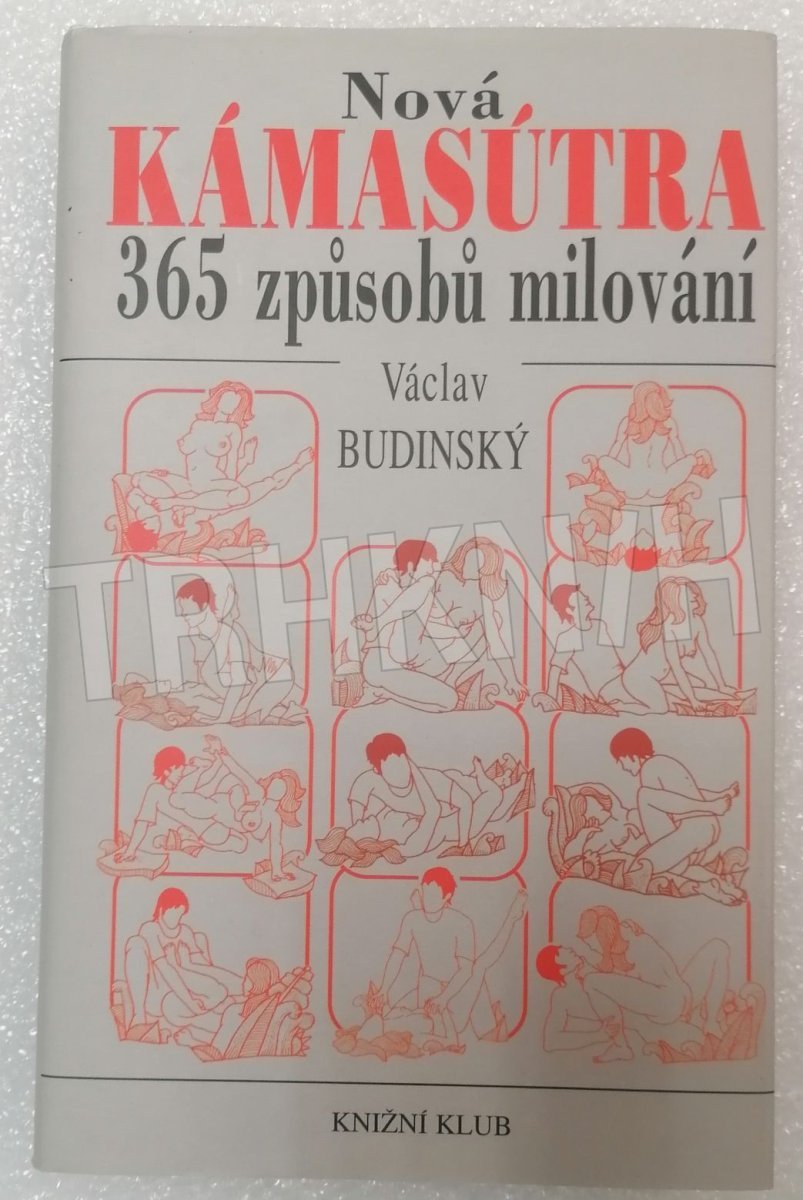 Nová
KÁMASÚTRA
365 způsobů milování
Václav
BUDINSKÝ
TRHKNIH
KNIŽNÍ KLUB